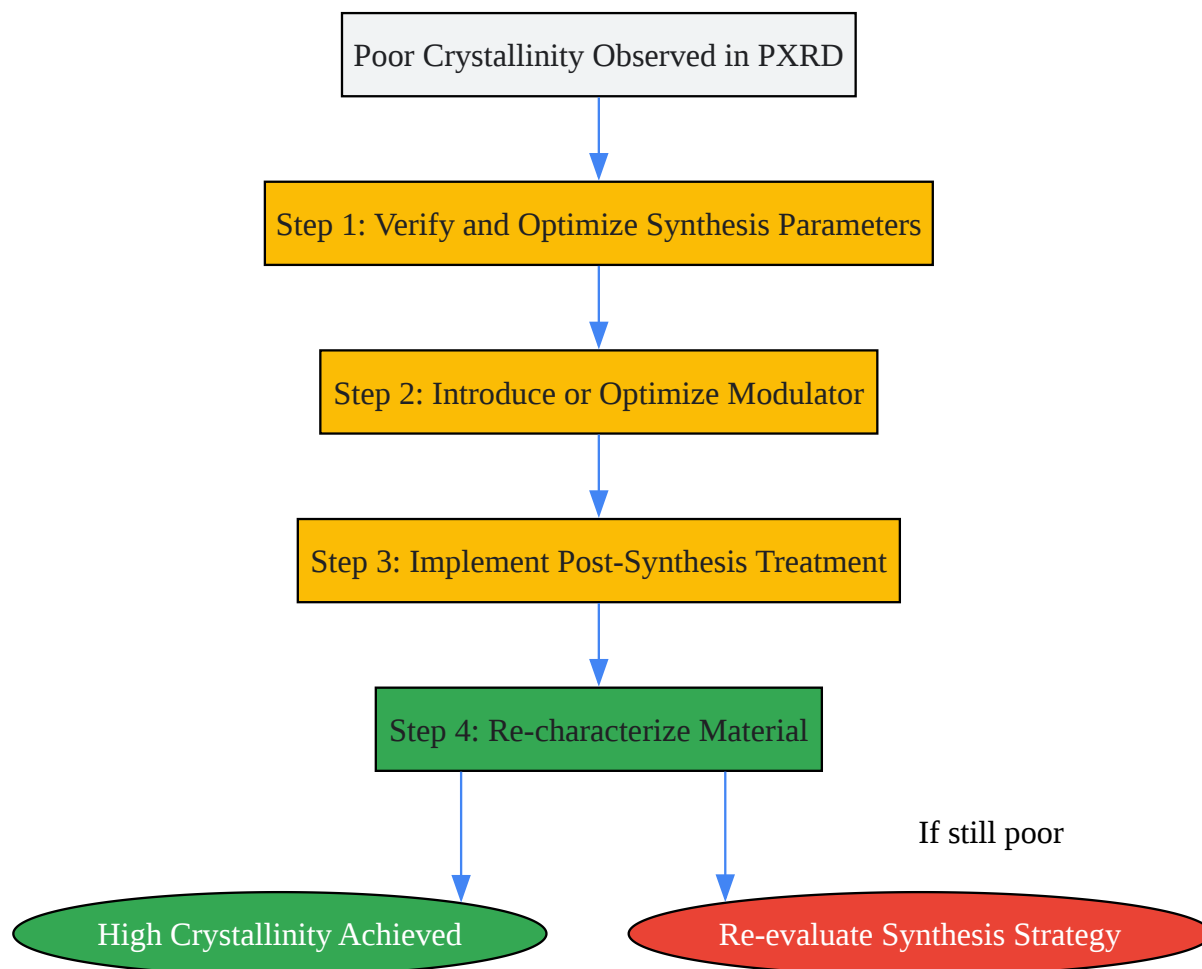 Poor Crystallinity Observed in PXRD
Step 1: Verify and Optimize Synthesis Parameters
Step 2: Introduce or Optimize Modulator
Step 3: Implement Post-Synthesis Treatment
Step 4: Re-characterize Material
If still poor
High Crystallinity Achieved
Re-evaluate Synthesis Strategy